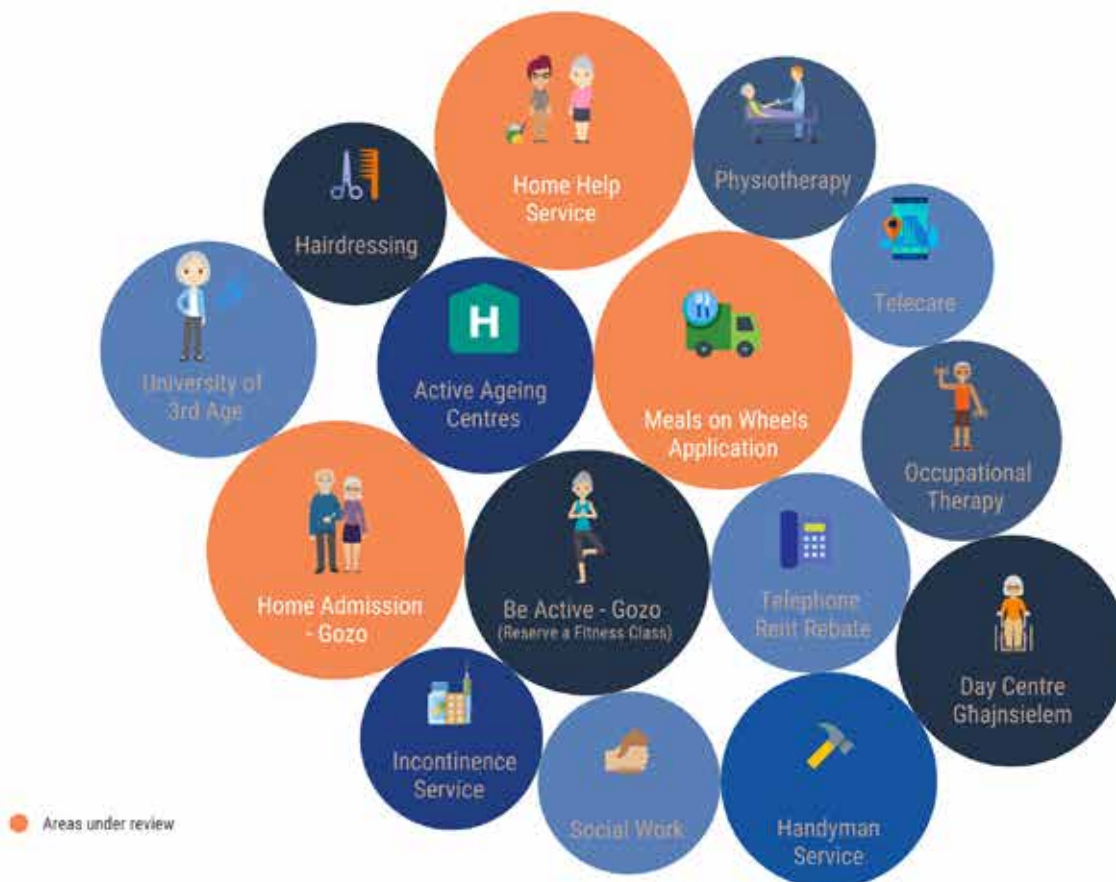 Home Help
Service
Physiotherapy
Hairdressing
Telecare
University of
3rd Age
H
Active Ageing
Centres
Meals on Wheels
Application
Occupational
Therapy
Home Admission
- Gozo
Be Active - Gozo
(Reserve a Fitness Class)
Telephone
Rent Rebate
Day Centre
Għajnsielem
Incontinence
Service
Social Work
Handyman
Service
Areas under review